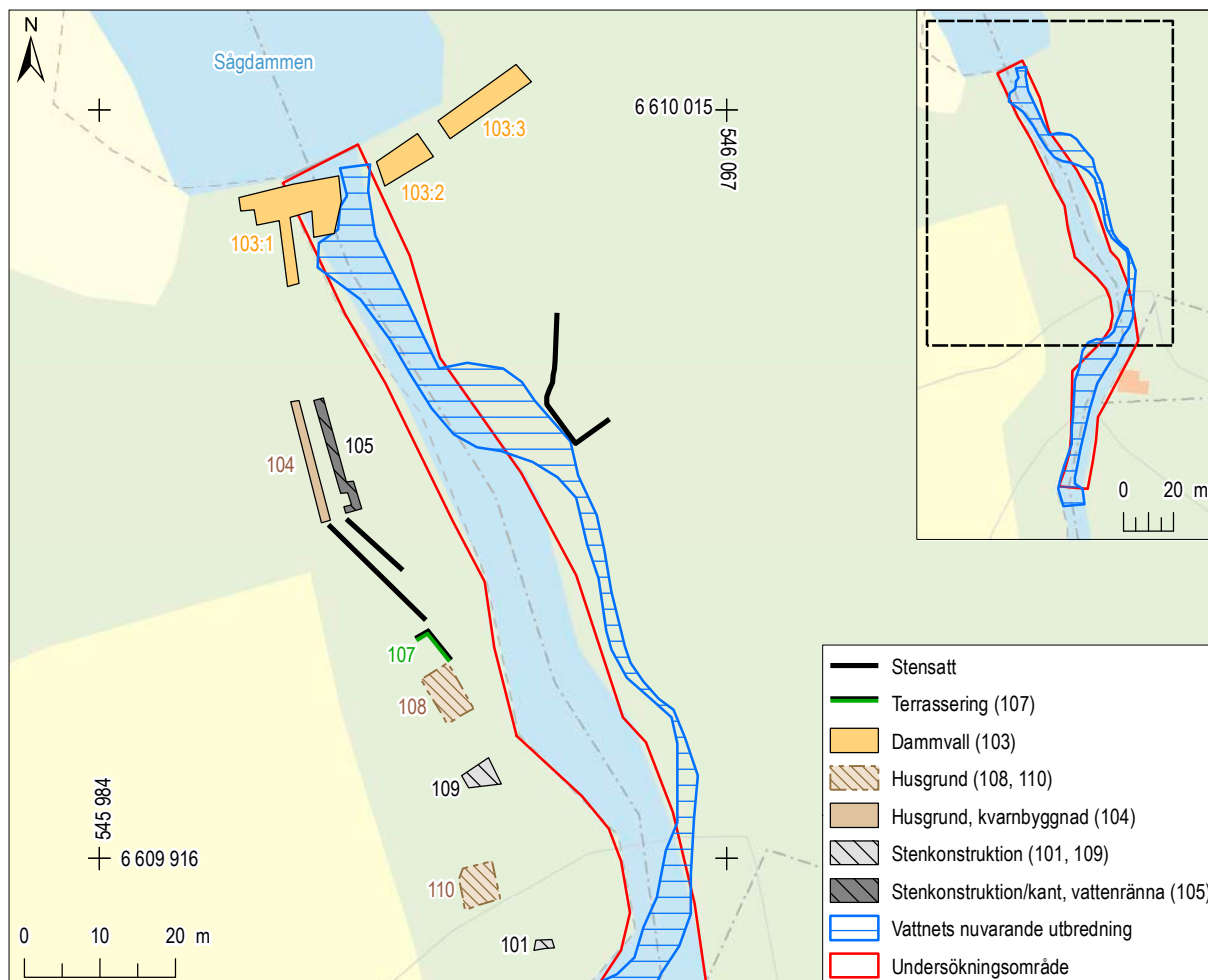 N
Sågdammen
6 610 015
546 067
103:3
103:2
103:1
104
105
107
108
109
545 984
6 609 916
110
101
0 10 20 m
0 20 m
Stensatt
Terrassering (107)
Dammvall (103)
Husgrund (108, 110)
Husgrund, kvarnbyggnad (104)
Stenkonstruktion (101, 109)
Stenkonstruktion/kant, vattenränna (105)
Vattnets nuvarande utbredning
Undersökningsområde